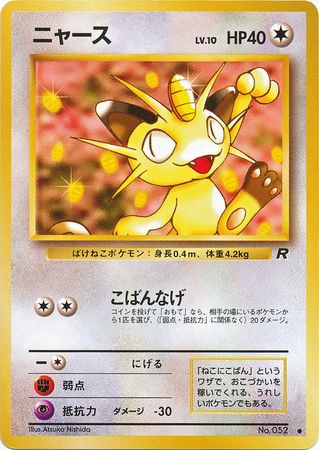 ニャース LV.10 HP40
ばけねこポケモン：身長0.4m、体重4.2kg
R
こばんなげ
コインを投げて「おもて」なら、相手の場にいるポケモンか
ら1匹を選び、（「弱点・抵抗力」に関係なく）20ダメージ。
にげる
弱点
抵抗力 ダメージ -30
「ねこにこばん」という
ワザで、おこづかいを
稼いでくれる、うれし
いポケモンでもある。
Illus.Atsuko Nishida
No. 052